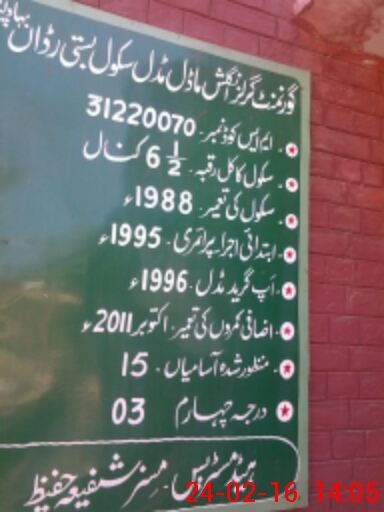 گورنمنٹ گرلز انگلش ماڈل مڈل سکول بستی رڈاں بہاولپور
ایم ایس کوڈ نمبر۔ 31220070
سکول کا کل رقبہ۔ 6 1/2 کنال
سکول کی تعمیر۔ 1988ء
ابتدائی اجرا پرائمری۔ 1995ء
اَپ گریڈ مڈل۔ 1996ء
اضافی کمروں کی تعمیر۔ اکتوبر 2011ء
منظور شدہ آسامیاں۔ 15
درجہ چہارم 03
ہیڈ مسٹریس۔ مسز شفیعہ حفیظ
24-02-16 14:05